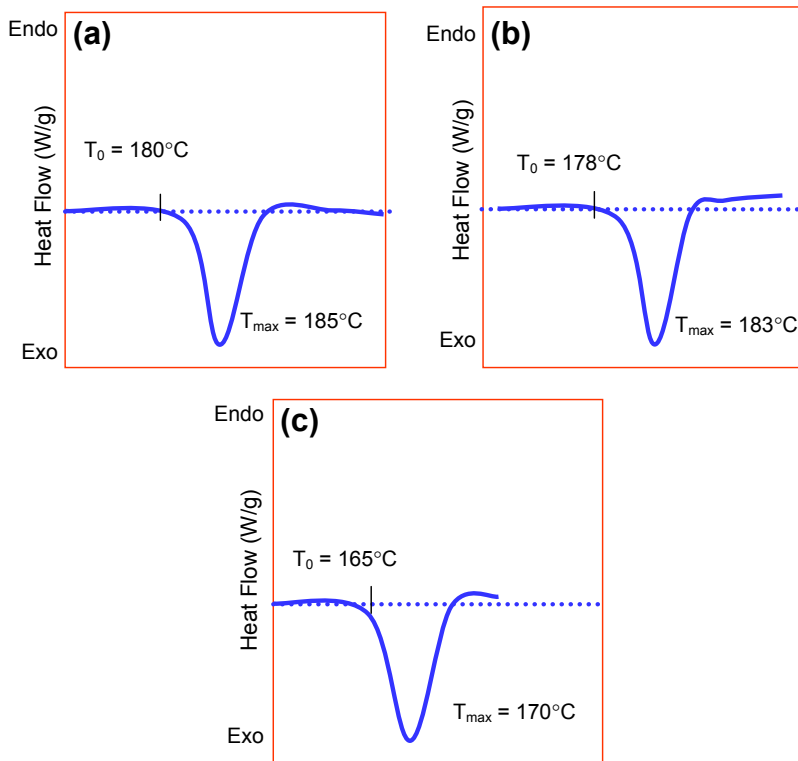 Endo
(a)
Heat Flow (W/g)
T₀ = 180°C
Tmax = 185°C
Exo
Endo
(b)
Heat Flow (W/g)
T₀ = 178°C
Tmax = 183°C
Exo
Endo
(c)
Heat Flow (W/g)
T₀ = 165°C
Tmax = 170°C
Exo